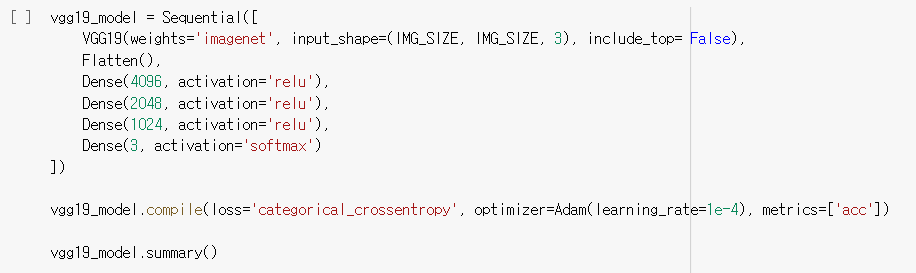 [ ] vgg19_model = Sequential([
VGG19(weights='imagenet', input_shape=(IMG_SIZE, IMG_SIZE, 3), include_top= False),
Flatten(),
Dense(4096, activation='relu'),
Dense(2048, activation='relu'),
Dense(1024, activation='relu'),
Dense(3, activation='softmax')
])
vgg19_model.compile(loss='categorical_crossentropy', optimizer=Adam(learning_rate=1e-4), metrics=['acc'])
vgg19_model.summary()